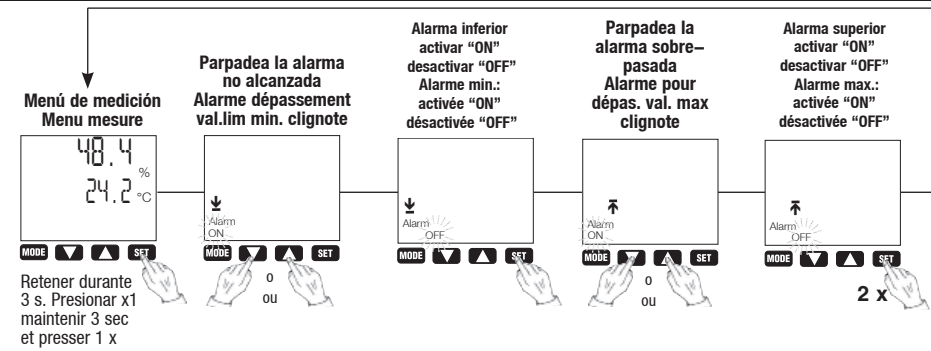 Menú de medición
Menu mesure
48.4
%
24.2 °C
MODE SET
Retener durante
3 s. Presionar x1
maintenir 3 sec
et presser 1 x
Parpadea la alarma
no alcanzada
Alarme dépassement
val.lim min. clignote
Alarm
ON
MODE SET
o
ou
Alarma inferior
activar “ON”
desactivar “OFF”
Alarme min.:
activée “ON”
désactivée “OFF”
Alarm
OFF
MODE SET
Parpadea la
alarma sobre–
pasada
Alarme pour
dépas. val. max
clignote
Alarm
ON
MODE SET
o
ou
Alarma superior
activar “ON”
desactivar “OFF”
Alarme max.:
activée “ON”
désactivée “OFF”
Alarm
OFF
MODE SET
2 x